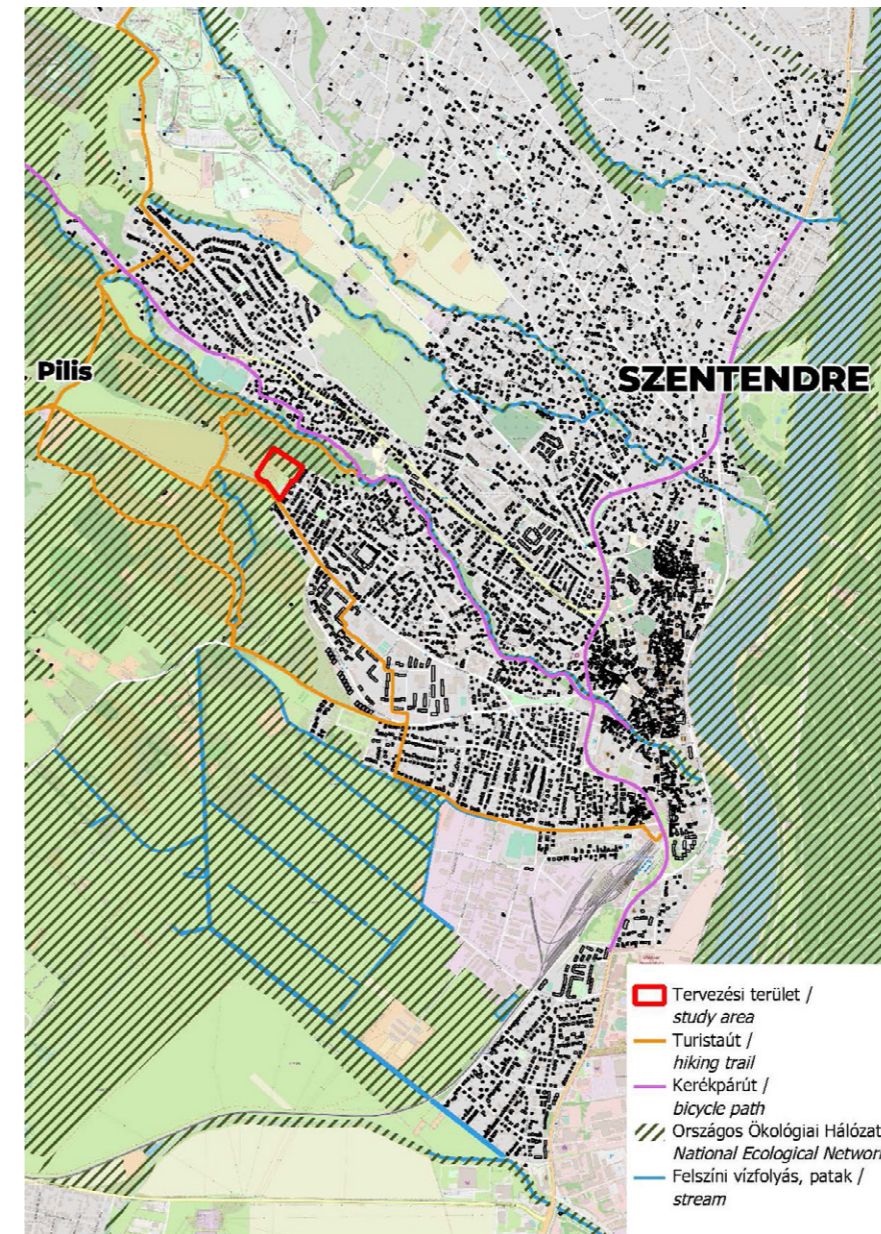 Pilis
SZENTENDRE
Tervezési terület /
study area
Turistaút /
hiking trail
Kerékpárút /
bicycle path
Országos Ökológiai Hálózat
National Ecological Network
Felszíni vízfolyás, patak /
stream